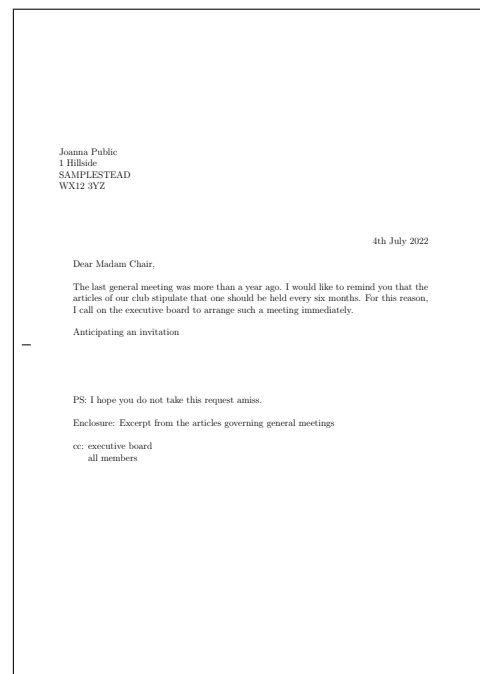 Joanna Public
1 Hillside
SAMPLESTEAD
WX12 3YZ
4th July 2022
Dear Madam Chair,
The last general meeting was more than a year ago. I would like to remind you that the
articles of our club stipulate that one should be held every six months. For this reason,
I call on the executive board to arrange such a meeting immediately.
Anticipating an invitation
PS: I hope you do not take this request amiss.
Enclosure: Excerpt from the articles governing general meetings
cc: executive board
all members